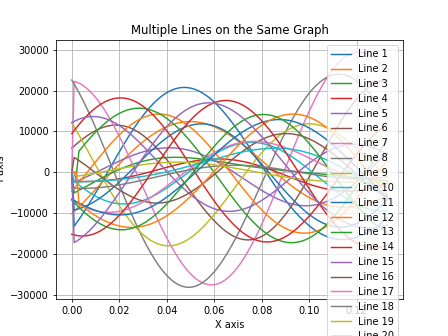 Multiple Lines on the Same Graph
30000
20000
10000
0
−10000
−20000
−30000
0.00
0.02
0.04
0.06
0.08
0.10
X axis
Line 1
Line 2
Line 3
Line 4
Line 5
Line 6
Line 7
Line 8
Line 9
Line 10
Line 11
Line 12
Line 13
Line 14
Line 15
Line 16
Line 17
Line 18
Line 19
Line 20